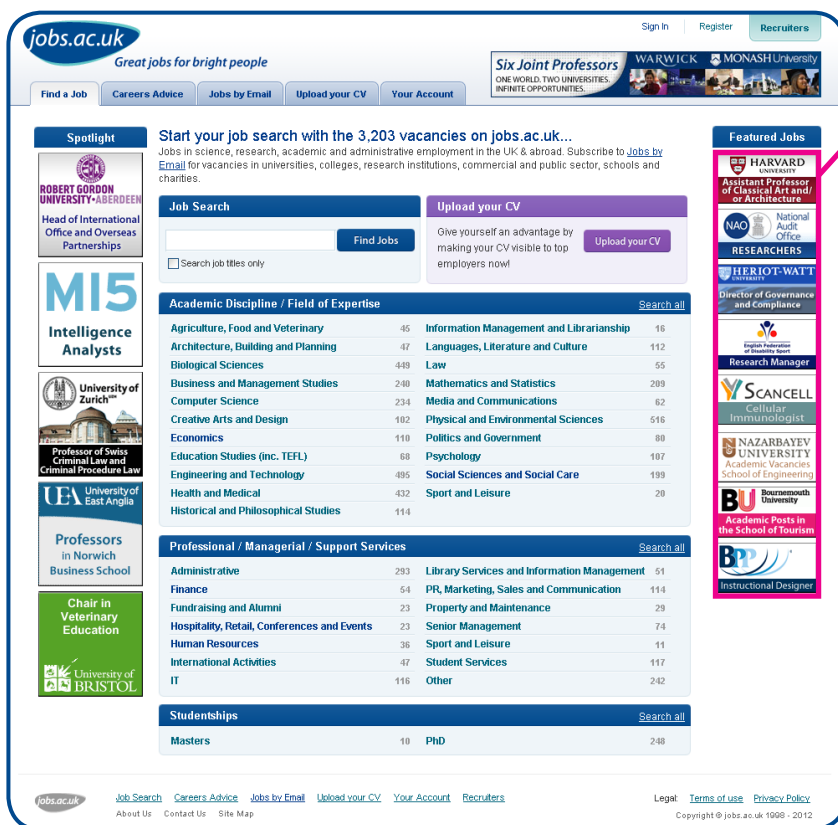 jobs.ac.uk
Great jobs for bright people
Sign In Register Recruiters
Six Joint Professors
ONE WORLD. TWO UNIVERSITIES.
INFINITE OPPORTUNITIES.
WARWICK MONASH University
Find a Job Careers Advice Jobs by Email Upload your CV Your Account
Spotlight
ROBERT GORDON
UNIVERSITY•ABERDEEN
Head of International
Office and Overseas
Partnerships
MI5
Intelligence
Analysts
University of
Zurich
Professor of Swiss
Criminal Law and
Criminal Procedure Law
UEA University of
East Anglia
Professors
in Norwich
Business School
Chair in
Veterinary
Education
University of
BRISTOL
Start your job search with the 3,203 vacancies on jobs.ac.uk...
Jobs in science, research, academic and administrative employment in the UK & abroad. Subscribe to Jobs by
Email for vacancies in universities, colleges, research institutions, commercial and public sector, schools and
charities.
Job Search
Find Jobs
Search job titles only
Upload your CV
Give yourself an advantage by
making your CV visible to top
employers now!
Upload your CV
Academic Discipline / Field of Expertise Search all
Agriculture, Food and Veterinary 45 Information Management and Librarianship 16
Architecture, Building and Planning 47 Languages, Literature and Culture 112
Biological Sciences 449 Law 55
Business and Management Studies 240 Mathematics and Statistics 209
Computer Science 234 Media and Communications 62
Creative Arts and Design 102 Physical and Environmental Sciences 516
Economics 110 Politics and Government 80
Education Studies (inc. TEFL) 68 Psychology 107
Engineering and Technology 495 Social Sciences and Social Care 199
Health and Medical 432 Sport and Leisure 20
Historical and Philosophical Studies 114
Professional / Managerial / Support Services Search all
Administrative 293 Library Services and Information Management 51
Finance 54 PR, Marketing, Sales and Communication 114
Fundraising and Alumni 23 Property and Maintenance 29
Hospitality, Retail, Conferences and Events 23 Senior Management 74
Human Resources 36 Sport and Leisure 11
International Activities 47 Student Services 117
IT 116 Other 242
Studentships Search all
Masters 10 PhD 248
Featured Jobs
HARVARD
UNIVERSITY
Assistant Professor
of Classical Art and/
or Architecture
NAO National
Audit
Office
RESEARCHERS
HERIOT-WATT
Director of Governance
and Compliance
English Federation
of Disability Sport
Research Manager
SCANCELL
Cellular
Immunologist
NAZARBAYEV
UNIVERSITY
Academic Vacancies
School of Engineering
BU Bournemouth
University
Academic Posts in
the School of Tourism
BPP
Instructional Designer
jobs.ac.uk
Job Search Careers Advice Jobs by Email Upload your CV Your Account Recruiters
About Us Contact Us Site Map
Legal: Terms of use Privacy Policy
Copyright © jobs.ac.uk 1998 - 2012